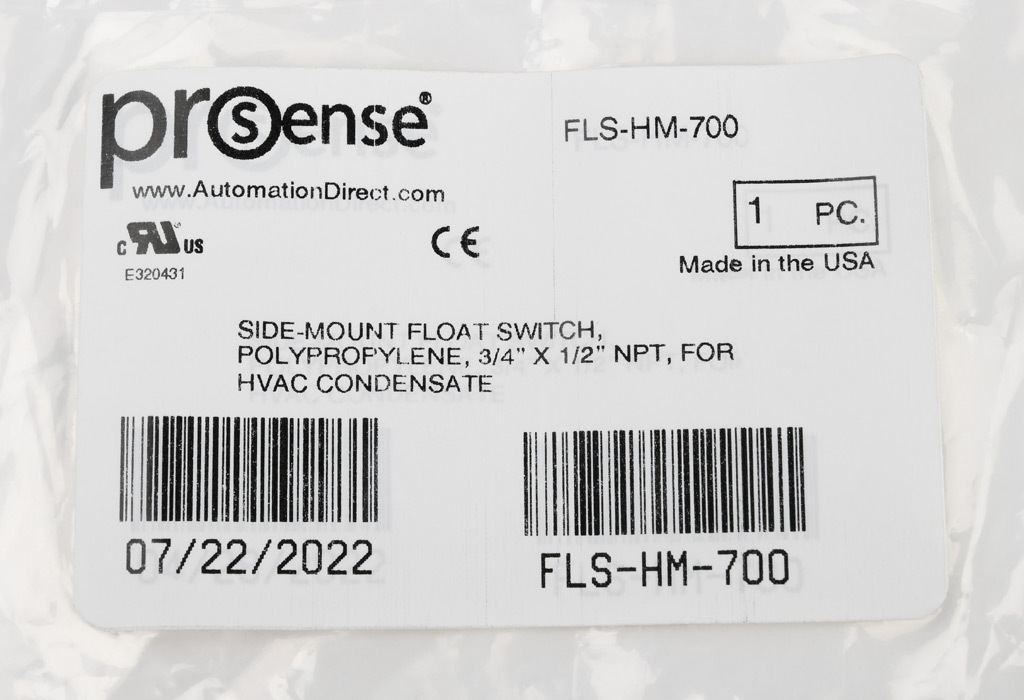 prosense®
FLS-HM-700
www.AutomationDirect.com
1 PC.
c RU US
CE
E320431
Made in the USA
SIDE-MOUNT FLOAT SWITCH,
POLYPROPYLENE, 3/4" X 1/2" NPT, FOR
HVAC CONDENSATE
07/22/2022
FLS-HM-700